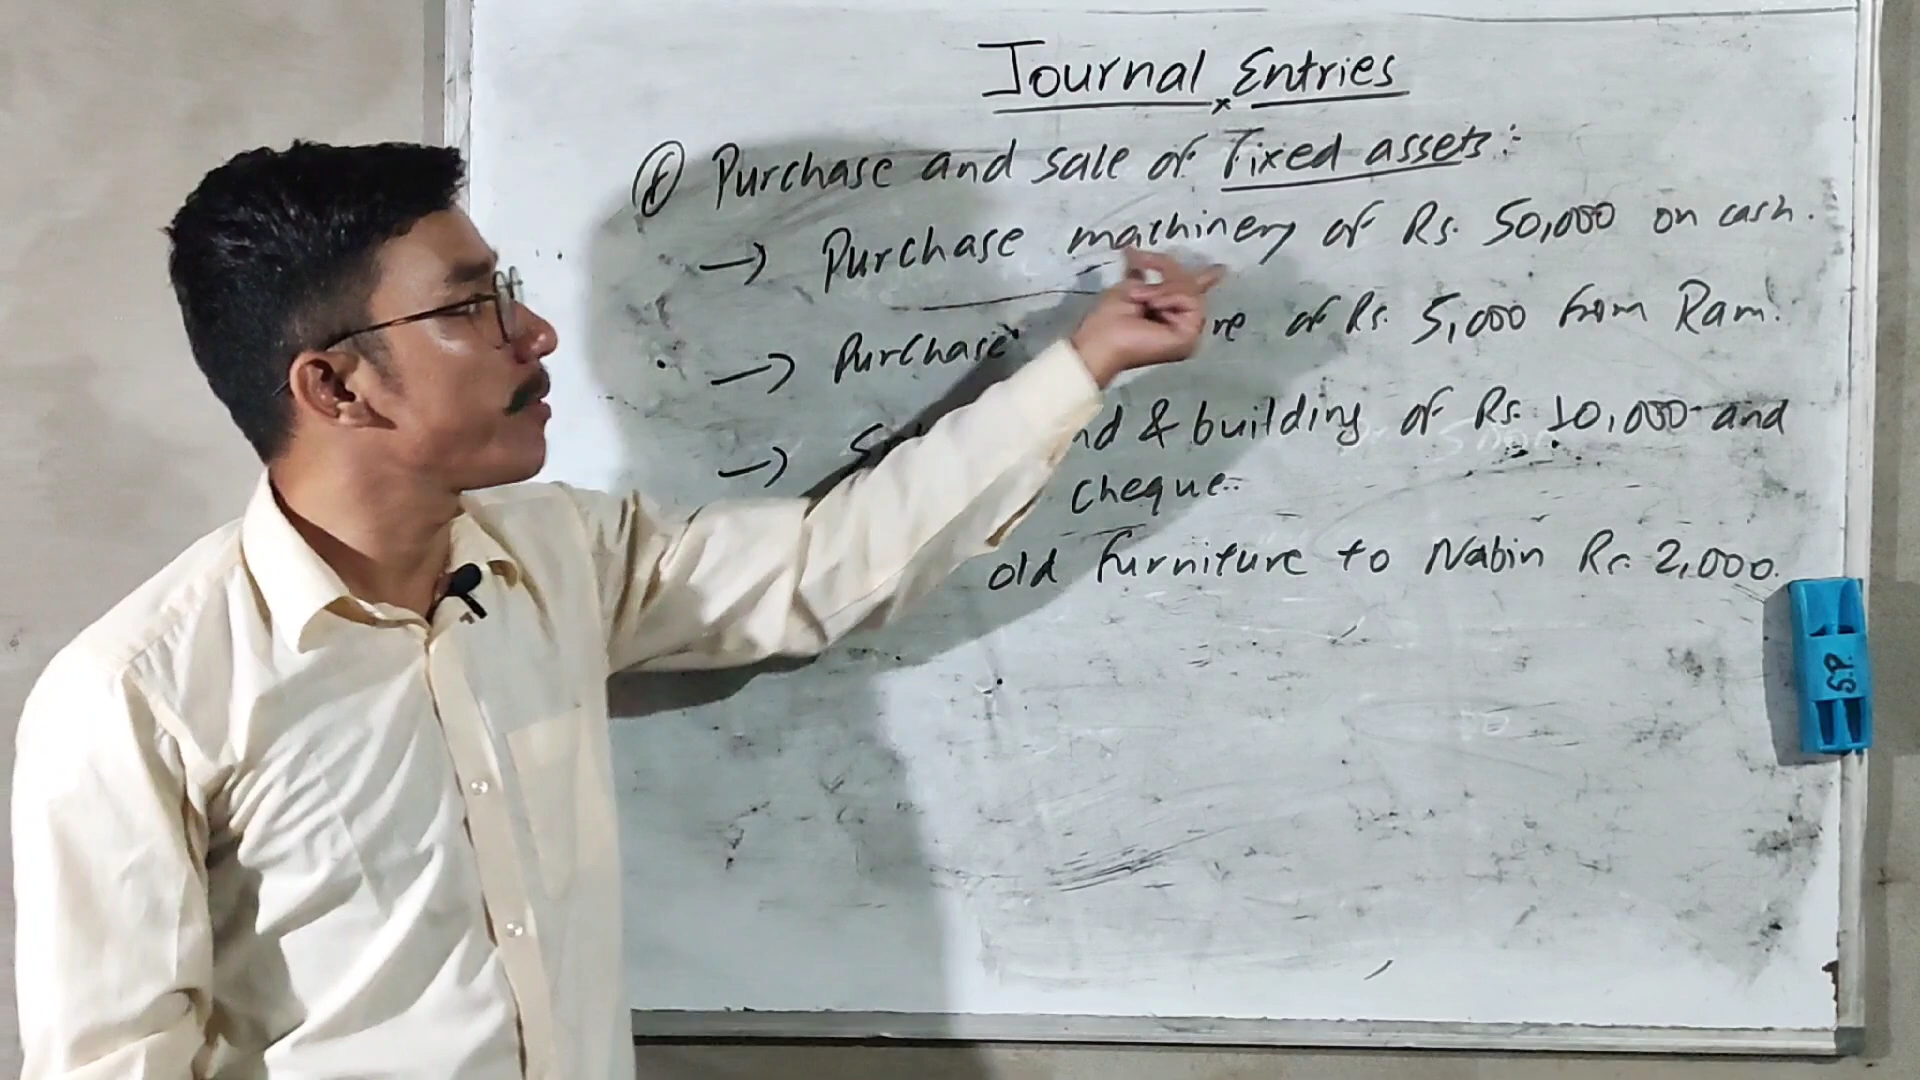 Journal Entries
(f) Purchase and sale of Fixed assets:-
→ Purchase machinery of Rs. 50,000 on cash.
→ Purchase of Rs. 5,000 from Ram.
→ & building of Rs. 10,000 and
cheque.
old furniture to Nabin Rs. 2,000.
S.P.